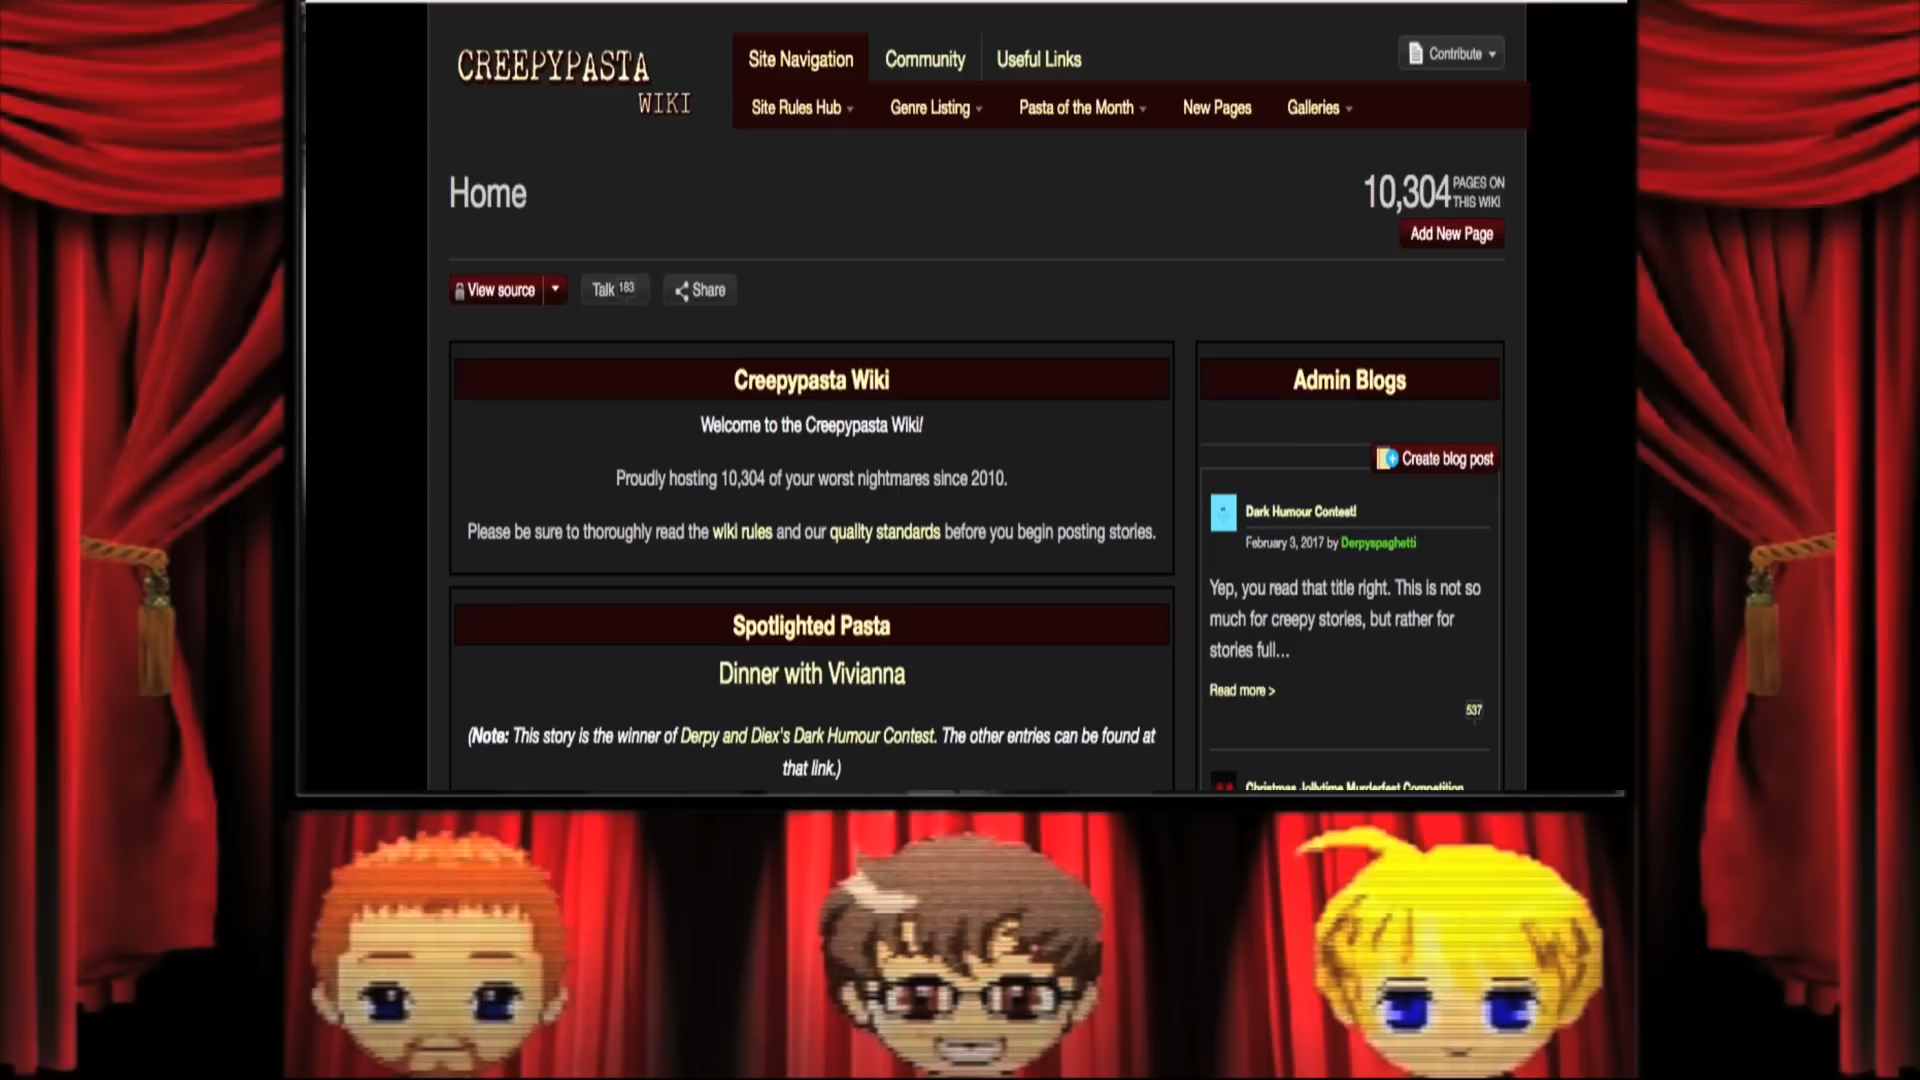 CREEPYPASTA
WIKI
Site Navigation
Community
Useful Links
Contribute
Site Rules Hub
Genre Listing
Pasta of the Month
New Pages
Galleries
Home
10,304 PAGES ON
THIS WIKI
Add New Page
View source
Talk 183
Share
Creepypasta Wiki
Welcome to the Creepypasta Wiki!
Proudly hosting 10,304 of your worst nightmares since 2010.
Please be sure to thoroughly read the wiki rules and our quality standards before you begin posting stories.
Spotlighted Pasta
Dinner with Vivianna
(Note: This story is the winner of Derpy and Dlex's Dark Humour Contest. The other entries can be found at
that link.)
Admin Blogs
Create blog post
Dark Humour Contest!
February 3, 2017 by Derpyspaghetti
Yep, you read that title right. This is not so
much for creepy stories, but rather for
stories full...
Read more >
537
Christmas Jollytime Murderfest Competition